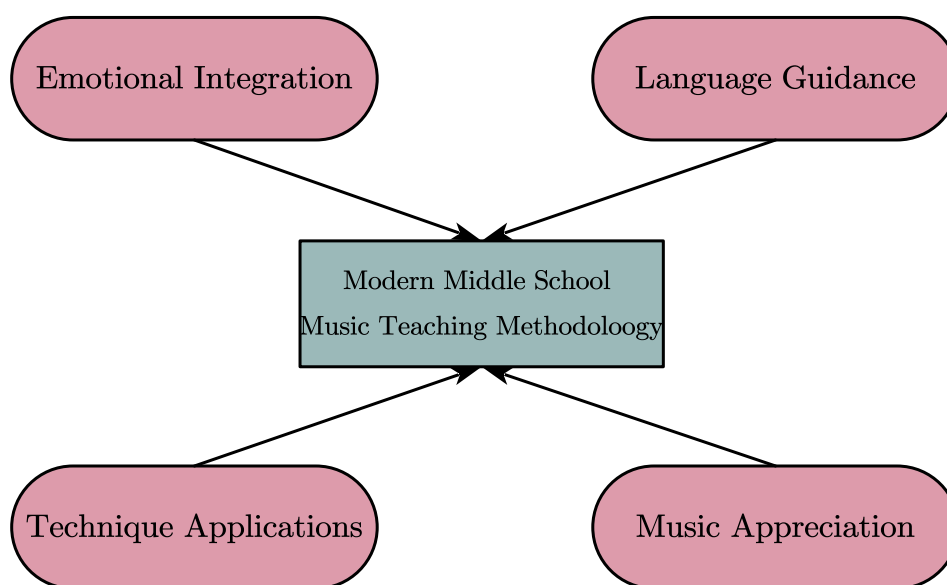 Emotional Integration
Language Guidance
Modern Middle School
Music Teaching Methodoloogy
Technique Applications
Music Appreciation